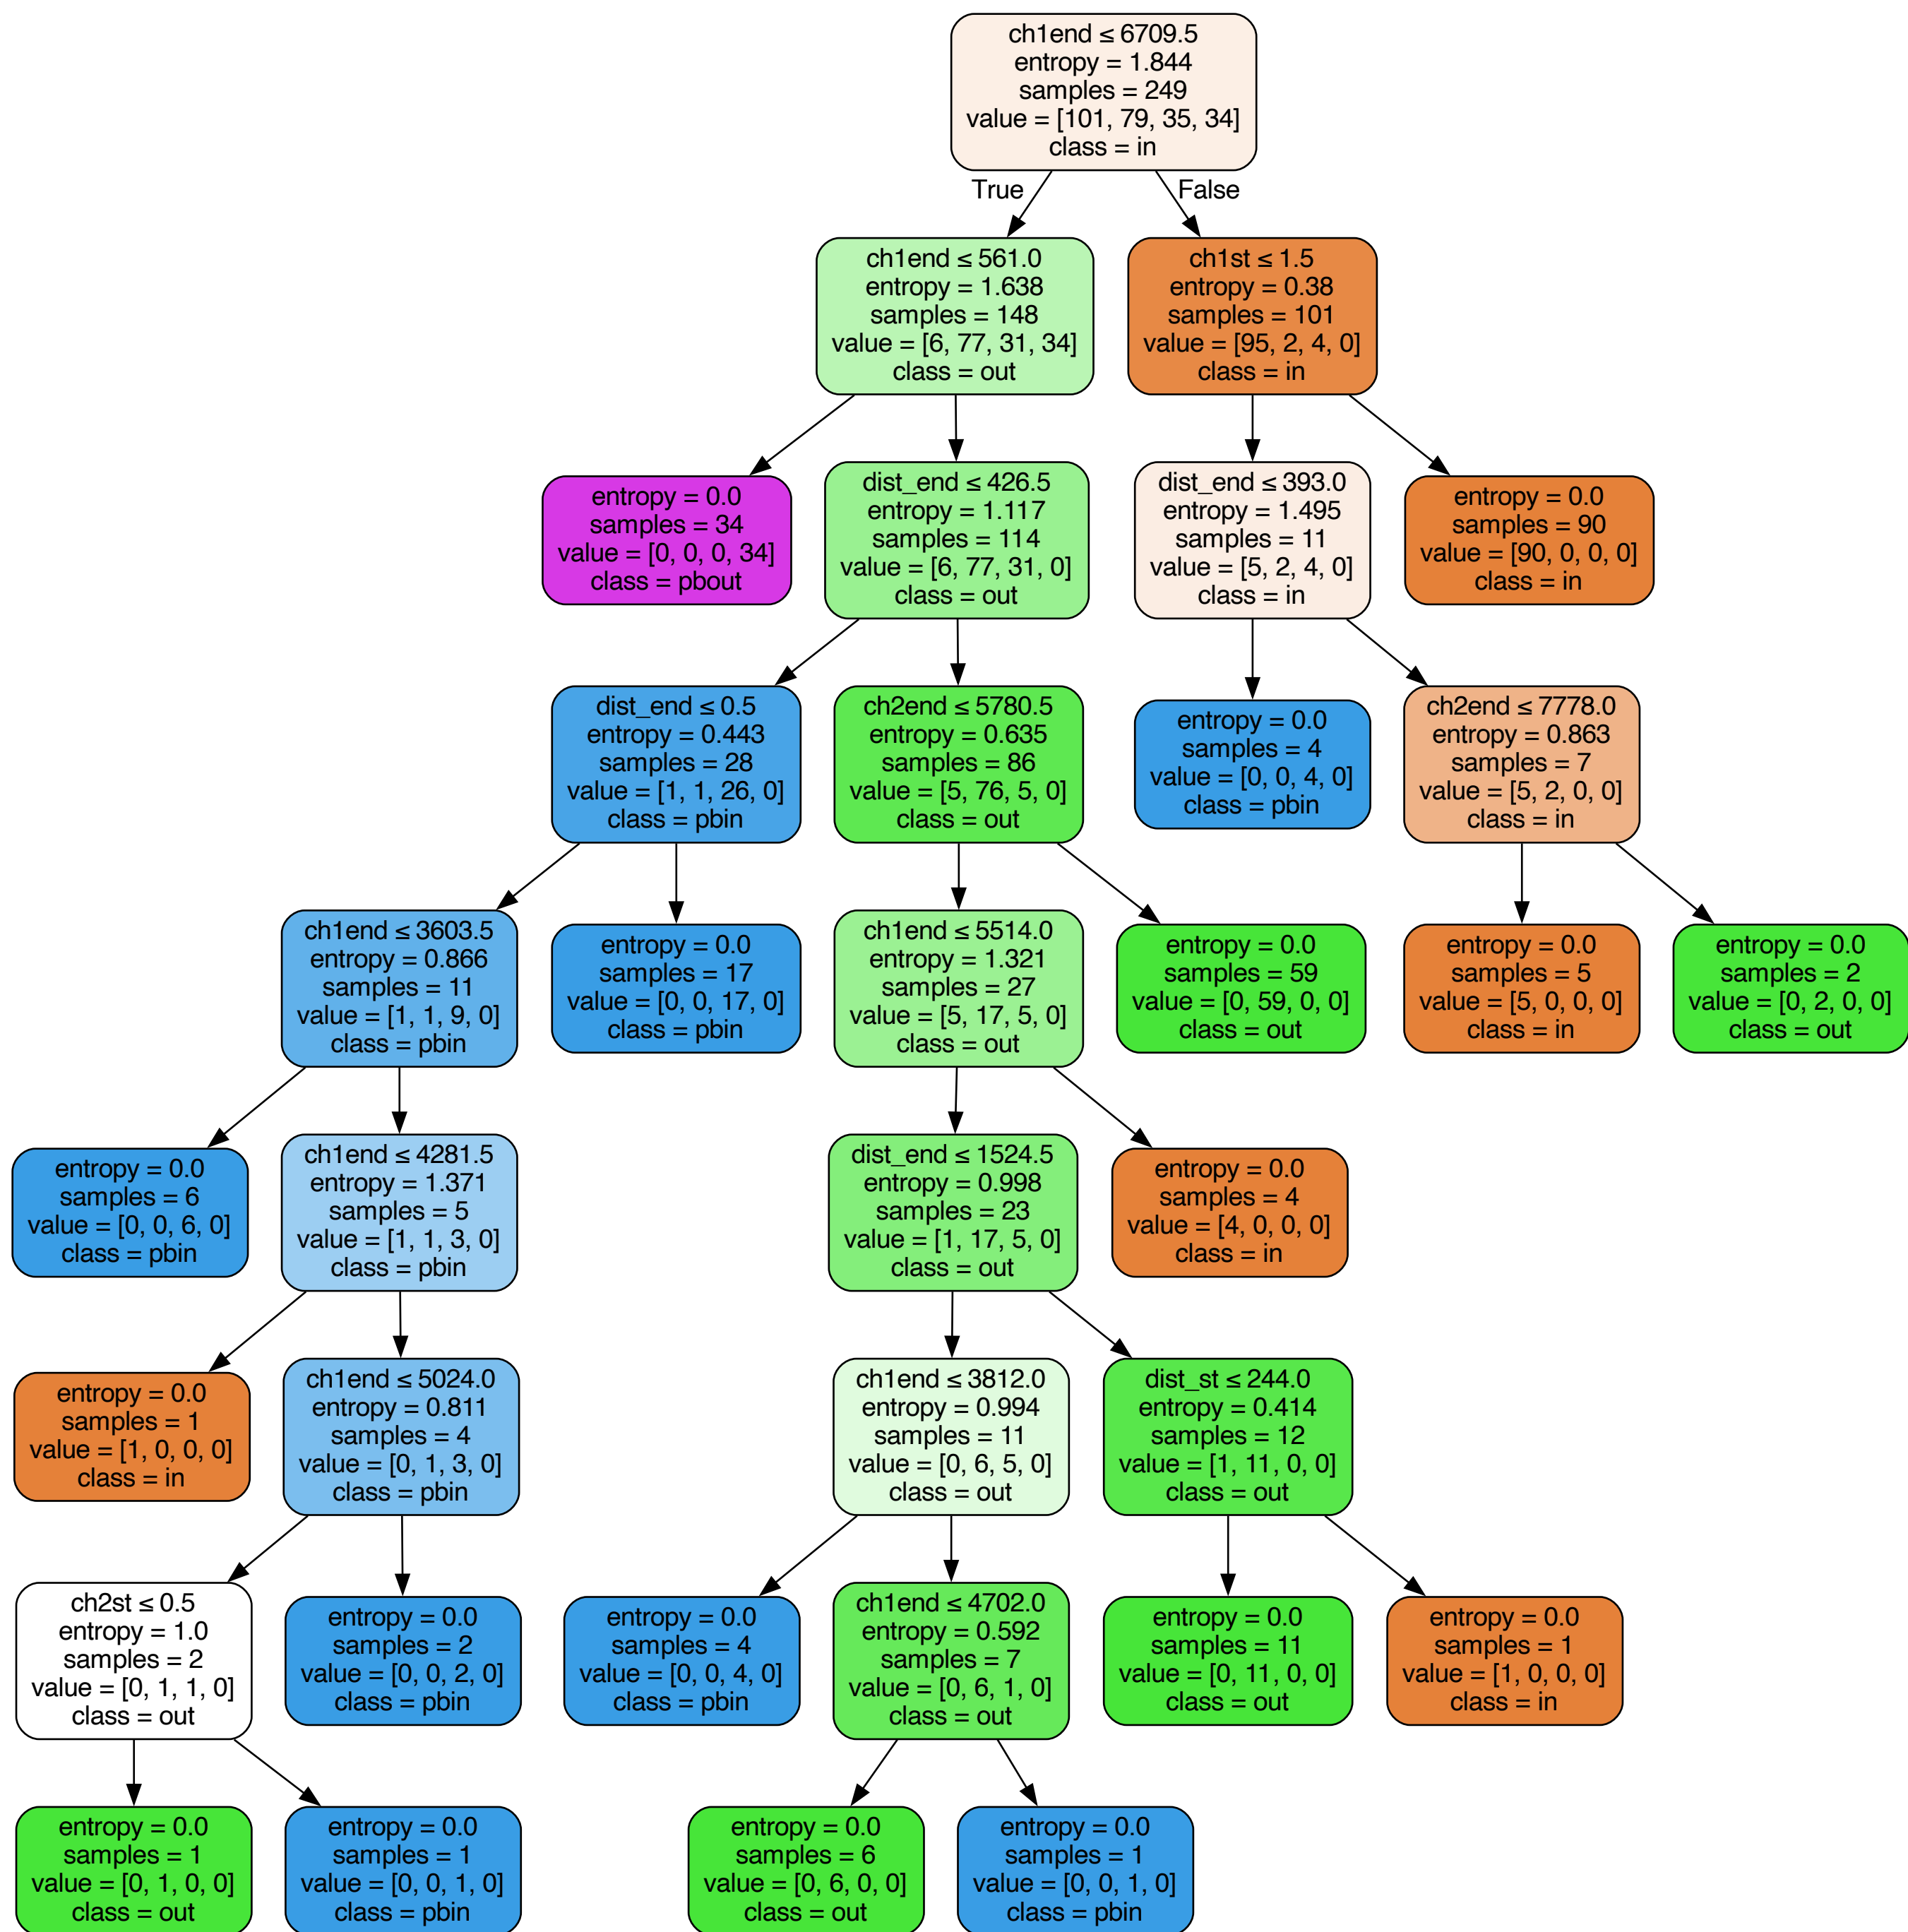 ch1end ≤ 6709.5
entropy = 1.844
samples = 249
value = [101, 79, 35, 34]
class = in
True
False
ch1end ≤ 561.0
entropy = 1.638
samples = 148
value = [6, 77, 31, 34]
class = out
ch1st ≤ 1.5
entropy = 0.38
samples = 101
value = [95, 2, 4, 0]
class = in
entropy = 0.0
samples = 34
value = [0, 0, 0, 34]
class = pbout
dist_end ≤ 426.5
entropy = 1.117
samples = 114
value = [6, 77, 31, 0]
class = out
dist_end ≤ 393.0
entropy = 1.495
samples = 11
value = [5, 2, 4, 0]
class = in
entropy = 0.0
samples = 90
value = [90, 0, 0, 0]
class = in
dist_end ≤ 0.5
entropy = 0.443
samples = 28
value = [1, 1, 26, 0]
class = pbin
ch2end ≤ 5780.5
entropy = 0.635
samples = 86
value = [5, 76, 5, 0]
class = out
entropy = 0.0
samples = 4
value = [0, 0, 4, 0]
class = pbin
ch2end ≤ 7778.0
entropy = 0.863
samples = 7
value = [5, 2, 0, 0]
class = in
ch1end ≤ 3603.5
entropy = 0.866
samples = 11
value = [1, 1, 9, 0]
class = pbin
entropy = 0.0
samples = 17
value = [0, 0, 17, 0]
class = pbin
ch1end ≤ 5514.0
entropy = 1.321
samples = 27
value = [5, 17, 5, 0]
class = out
entropy = 0.0
samples = 59
value = [0, 59, 0, 0]
class = out
entropy = 0.0
samples = 5
value = [5, 0, 0, 0]
class = in
entropy = 0.0
samples = 2
value = [0, 2, 0, 0]
class = out
entropy = 0.0
samples = 6
value = [0, 0, 6, 0]
class = pbin
ch1end ≤ 4281.5
entropy = 1.371
samples = 5
value = [1, 1, 3, 0]
class = pbin
dist_end ≤ 1524.5
entropy = 0.998
samples = 23
value = [1, 17, 5, 0]
class = out
entropy = 0.0
samples = 4
value = [4, 0, 0, 0]
class = in
entropy = 0.0
samples = 1
value = [1, 0, 0, 0]
class = in
ch1end ≤ 5024.0
entropy = 0.811
samples = 4
value = [0, 1, 3, 0]
class = pbin
ch1end ≤ 3812.0
entropy = 0.994
samples = 11
value = [0, 6, 5, 0]
class = out
dist_st ≤ 244.0
entropy = 0.414
samples = 12
value = [1, 11, 0, 0]
class = out
ch2st ≤ 0.5
entropy = 1.0
samples = 2
value = [0, 1, 1, 0]
class = out
entropy = 0.0
samples = 2
value = [0, 0, 2, 0]
class = pbin
entropy = 0.0
samples = 4
value = [0, 0, 4, 0]
class = pbin
ch1end ≤ 4702.0
entropy = 0.592
samples = 7
value = [0, 6, 1, 0]
class = out
entropy = 0.0
samples = 11
value = [0, 11, 0, 0]
class = out
entropy = 0.0
samples = 1
value = [1, 0, 0, 0]
class = in
entropy = 0.0
samples = 1
value = [0, 1, 0, 0]
class = out
entropy = 0.0
samples = 1
value = [0, 0, 1, 0]
class = pbin
entropy = 0.0
samples = 6
value = [0, 6, 0, 0]
class = out
entropy = 0.0
samples = 1
value = [0, 0, 1, 0]
class = pbin